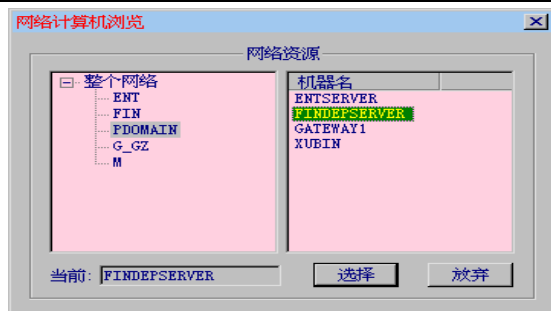 网络计算机浏览
网络资源
整个网络
ENT
FIN
PDOMAIN
G_GZ
M
机器名
ENTSERVER
FINDEPSERVER
GATEWAY1
XUBIN
当前: FINDEPSERVER
选择
放弃